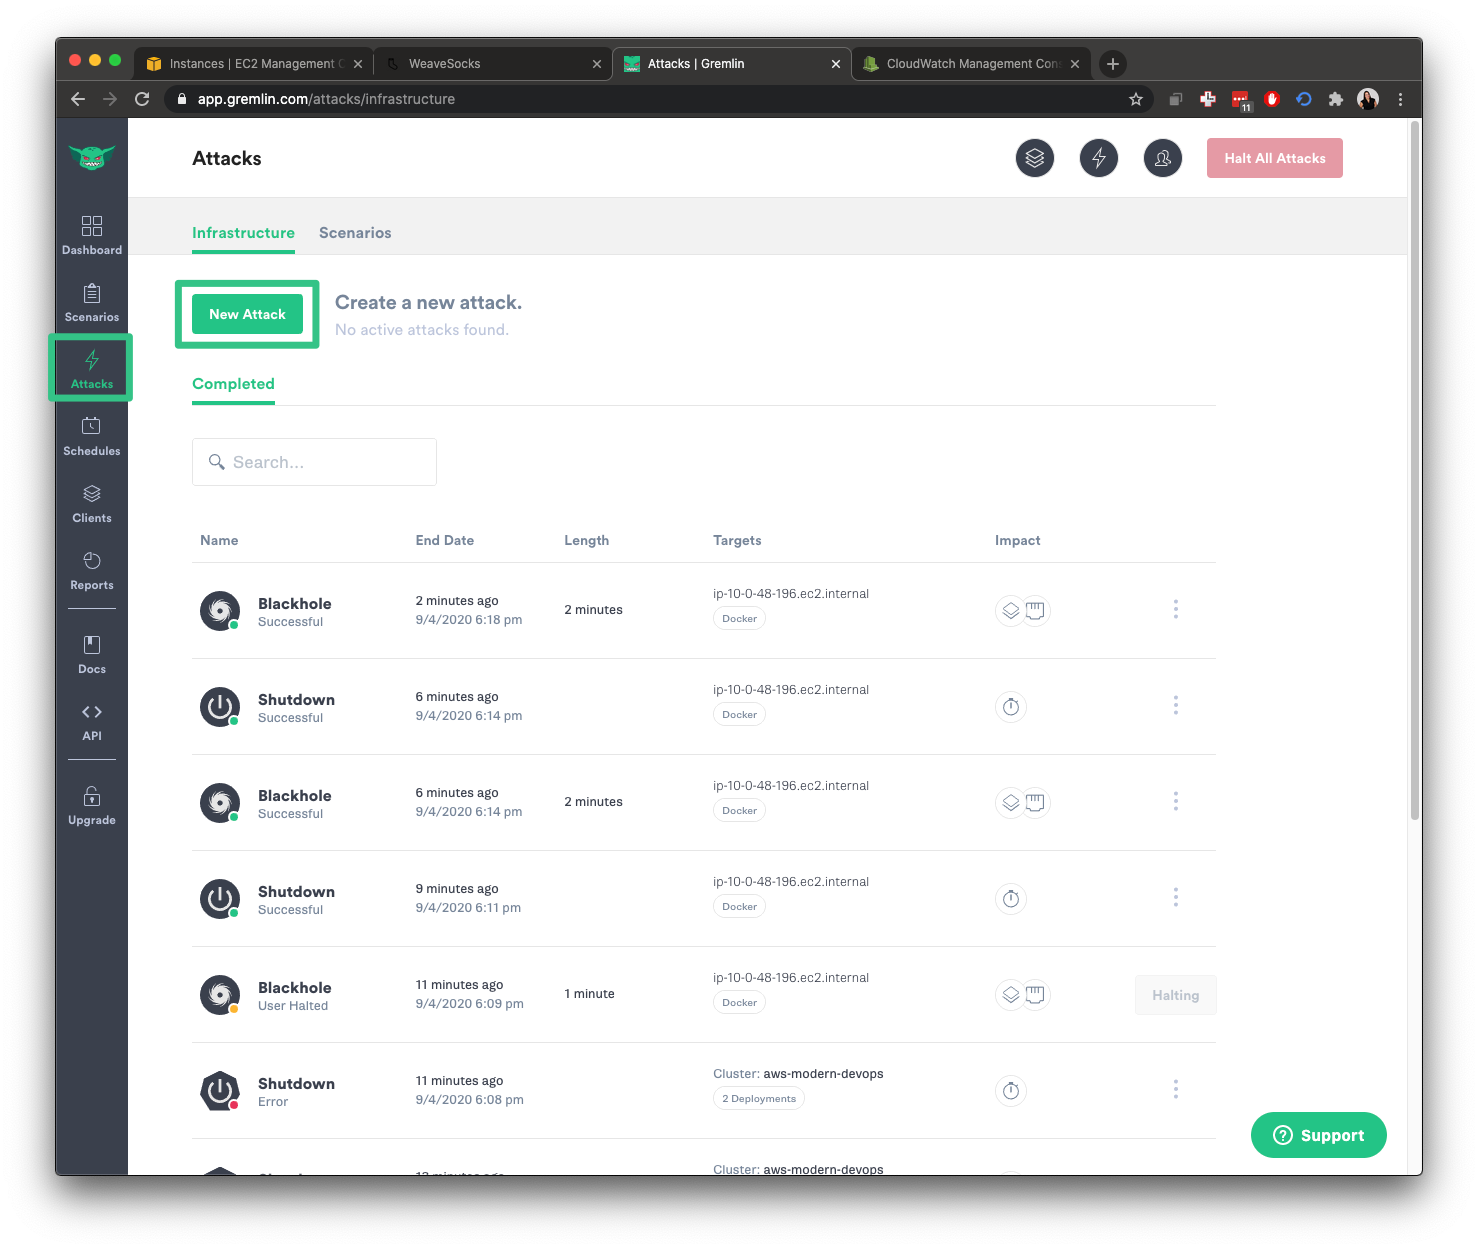 Instances | EC2 Management C
WeaveSocks
Attacks | Gremlin
CloudWatch Management Con
app.gremlin.com/attacks/infrastructure
11
Attacks
Halt All Attacks
Dashboard
Scenarios
Attacks
Schedules
Clients
Reports
Docs
API
Upgrade
Infrastructure
Scenarios
New Attack
Create a new attack.
No active attacks found.
Completed
Search...
Name
End Date
Length
Targets
Impact
Blackhole
Successful
2 minutes ago
9/4/2020 6:18 pm
2 minutes
ip-10-0-48-196.ec2.internal
Docker
Shutdown
Successful
6 minutes ago
9/4/2020 6:14 pm
ip-10-0-48-196.ec2.internal
Docker
Blackhole
Successful
6 minutes ago
9/4/2020 6:14 pm
2 minutes
ip-10-0-48-196.ec2.internal
Docker
Shutdown
Successful
9 minutes ago
9/4/2020 6:11 pm
ip-10-0-48-196.ec2.internal
Docker
Blackhole
User Halted
11 minutes ago
9/4/2020 6:09 pm
1 minute
ip-10-0-48-196.ec2.internal
Docker
Halting
Shutdown
Error
11 minutes ago
9/4/2020 6:08 pm
Cluster: aws-modern-devops
2 Deployments
Cluster: aws-modern-devops
Support